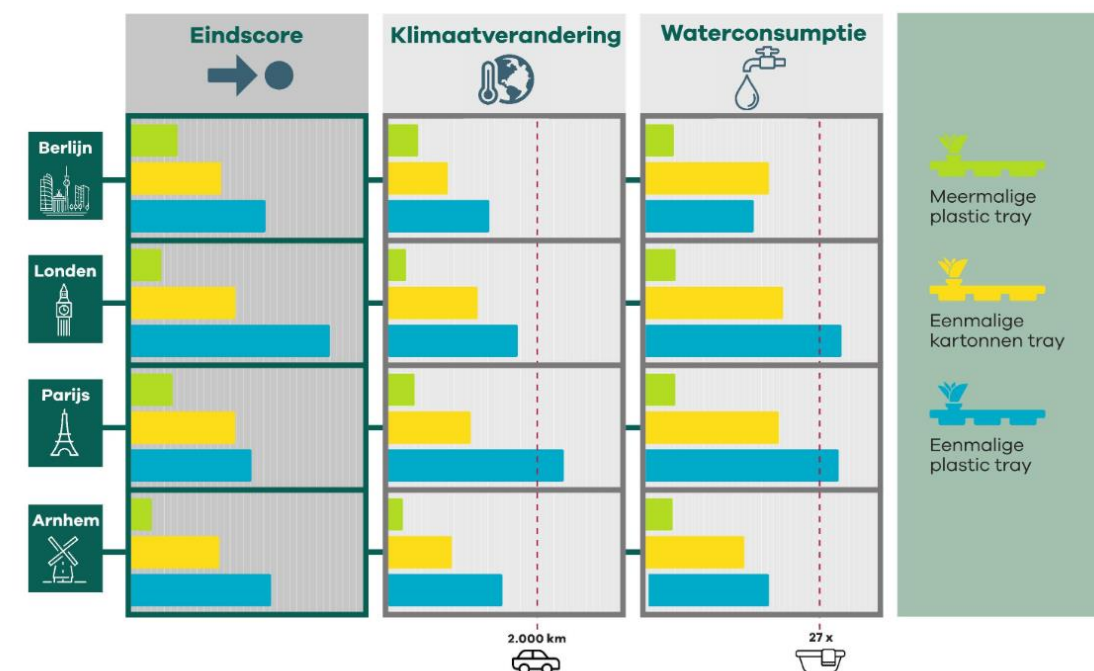 Eindscore
Klimaatverandering
Waterconsumptie
Berlijn
Londen
Parijs
Arnhem
Meermalige
plastic tray
Eenmalige
kartonnen tray
Eenmalige
plastic tray
2.000 km
27 x